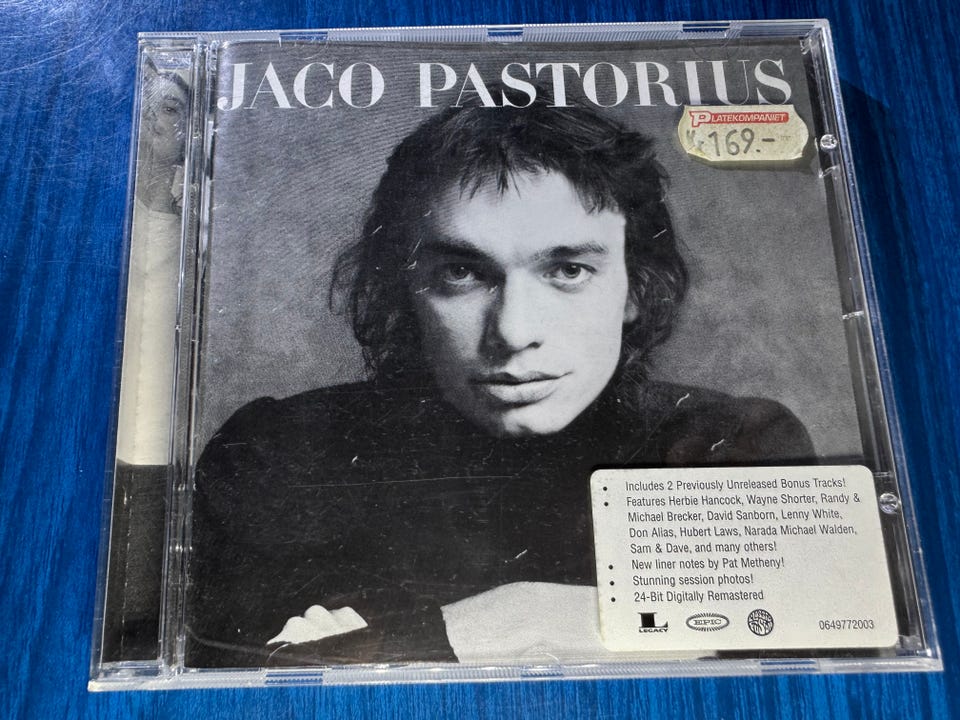 JACO PASTORIUS
PLATEKOMPANIET
169.-
• Includes 2 Previously Unreleased Bonus Tracks!
• Features Herbie Hancock, Wayne Shorter, Randy &
Michael Brecker, David Sanborn, Lenny White,
Don Alias, Hubert Laws, Narada Michael Walden,
Sam & Dave, and many others!
• New liner notes by Pat Metheny!
• Stunning session photos!
• 24-Bit Digitally Remastered
L
LEGACY
EPIC
0649772003